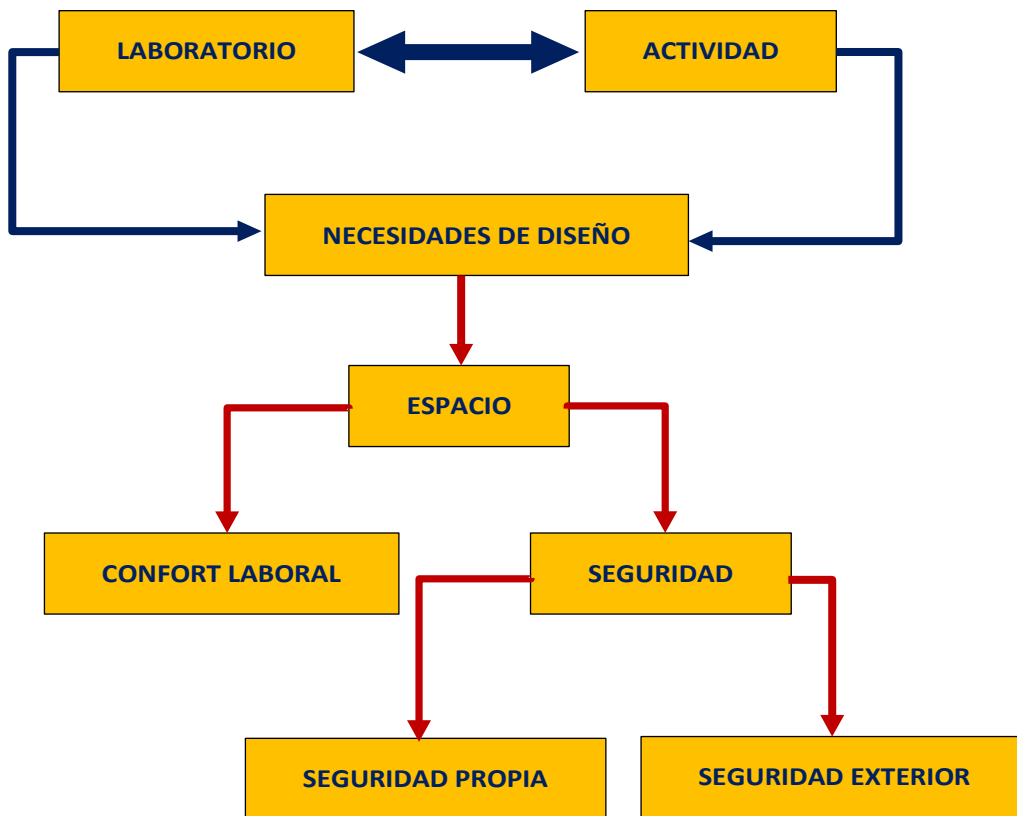 LABORATORIO
ACTIVIDAD
NECESIDADES DE DISEÑO
ESPACIO
CONFORT LABORAL
SEGURIDAD
SEGURIDAD PROPIA
SEGURIDAD EXTERIOR